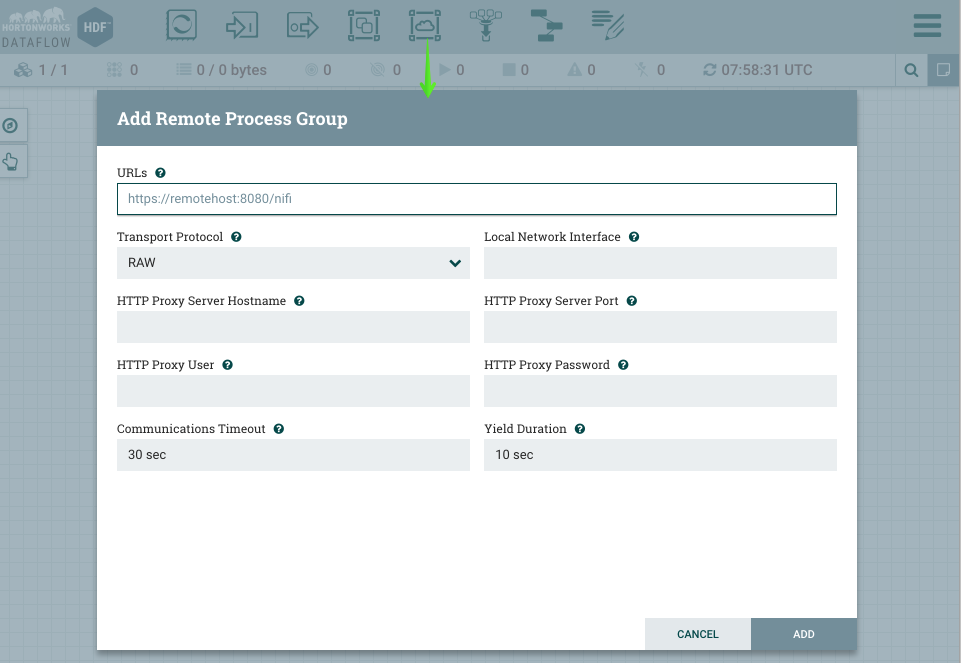 HORTONWORKS
DATAFLOW
HDF
1 / 1
0
0 / 0 bytes
0
0
0
0
0
0
07:58:31 UTC
Add Remote Process Group
URLs
https://remotehost:8080/nifi
Transport Protocol
Local Network Interface
RAW
HTTP Proxy Server Hostname
HTTP Proxy Server Port
HTTP Proxy User
HTTP Proxy Password
Communications Timeout
Yield Duration
30 sec
10 sec
CANCEL
ADD